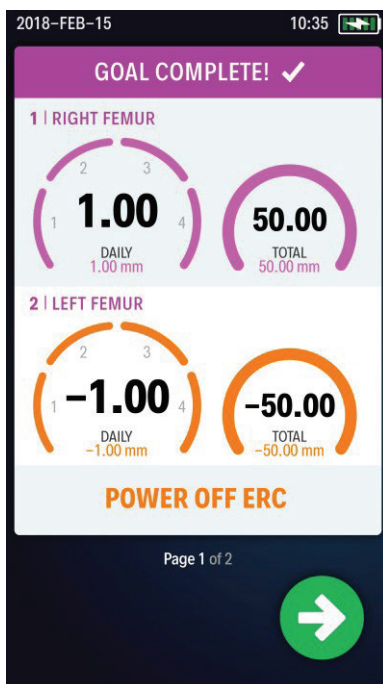 2018-FEB-15 10:35
GOAL COMPLETE! ✓
1 | RIGHT FEMUR
2 3
1 1.00 4 50.00
DAILY TOTAL
1.00 mm 50.00 mm
2 | LEFT FEMUR
2 3
1 -1.00 4 -50.00
DAILY TOTAL
-1.00 mm -50.00 mm
POWER OFF ERC
Page 1 of 2